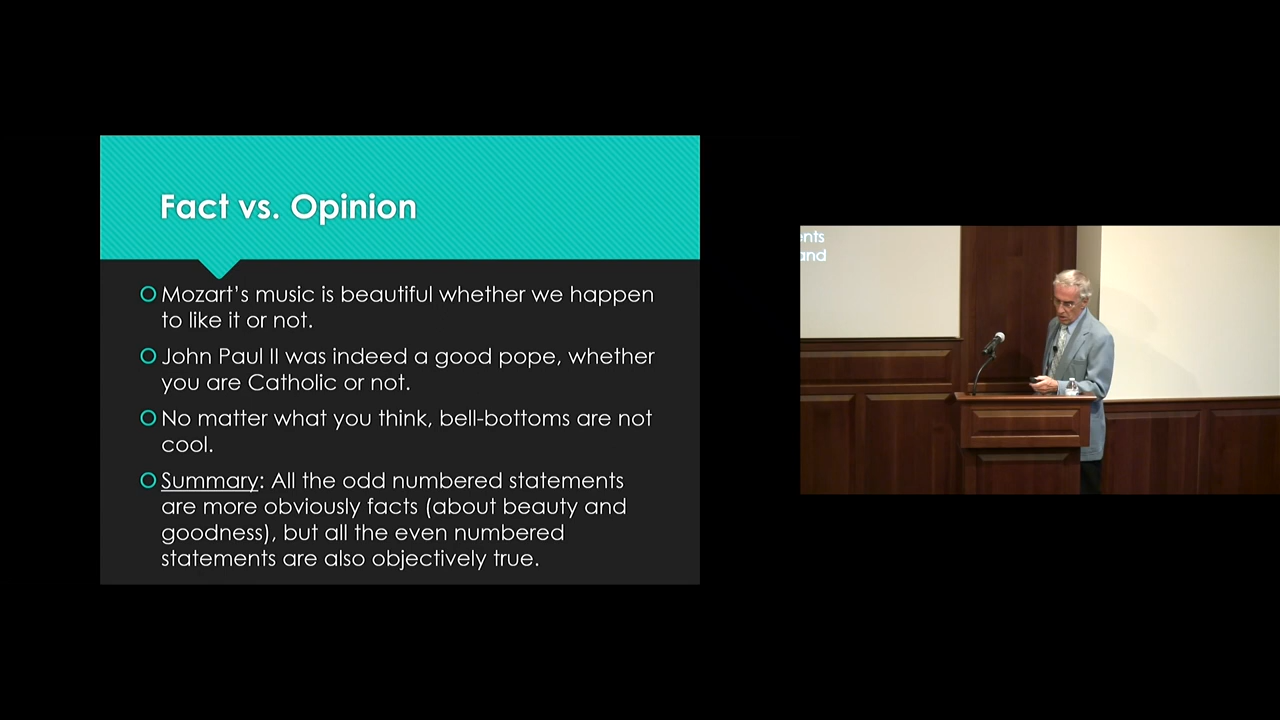 Fact vs. Opinion
Mozart’s music is beautiful whether we happen
to like it or not.
John Paul II was indeed a good pope, whether
you are Catholic or not.
No matter what you think, bell-bottoms are not
cool.
Summary: All the odd numbered statements
are more obviously facts (about beauty and
goodness), but all the even numbered
statements are also objectively true.
ents
and